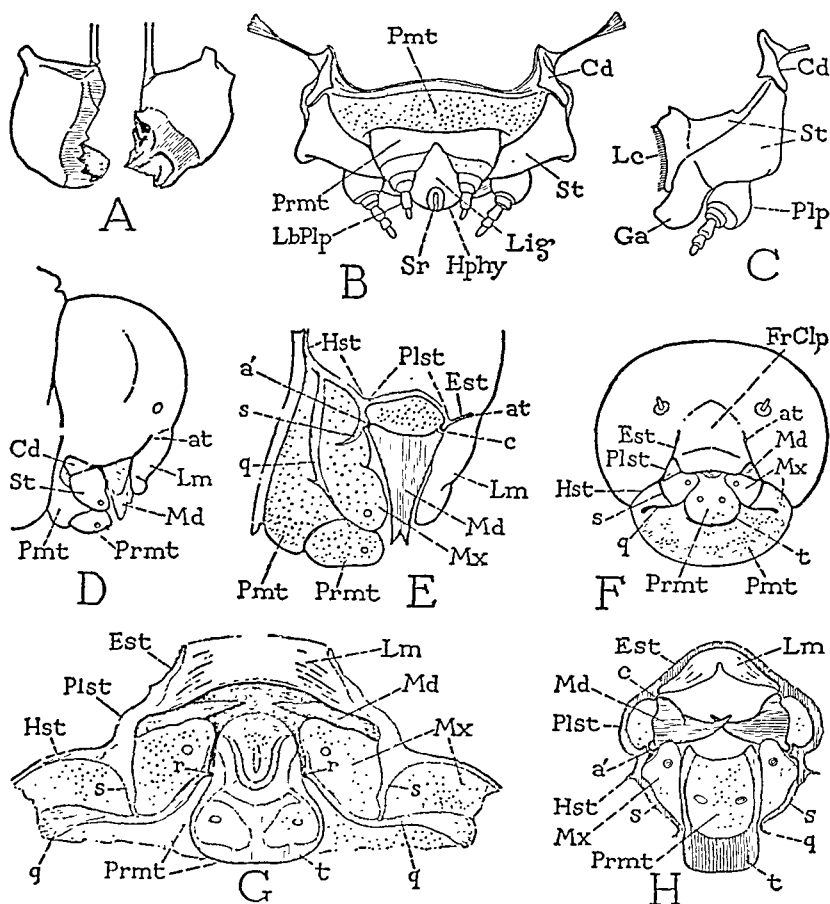 Pmt
Cd
Cd
St
Lc
Prmt
St
LbPlp
Lig
Ga
Plp
Sr
Hphy
A
B
C
Hst
Plst
Est
FrClp
a'
at
at
s
c
Est
Md
Cd
at
Plst
Mx
St
Lm
q
Lm
Hst
Md
Md
s
Pmt
Prmt
Mx
q
t
Pmt
Prmt
Prmt
Pmt
D
E
F
Est
Lm
Est
Lm
Plst
Md
c
Md
Hst
Mx
Plst
r
r
a'
s
s
Hst
s
Mx
q
Prmt
t
q
Prmt
q
t
G
H